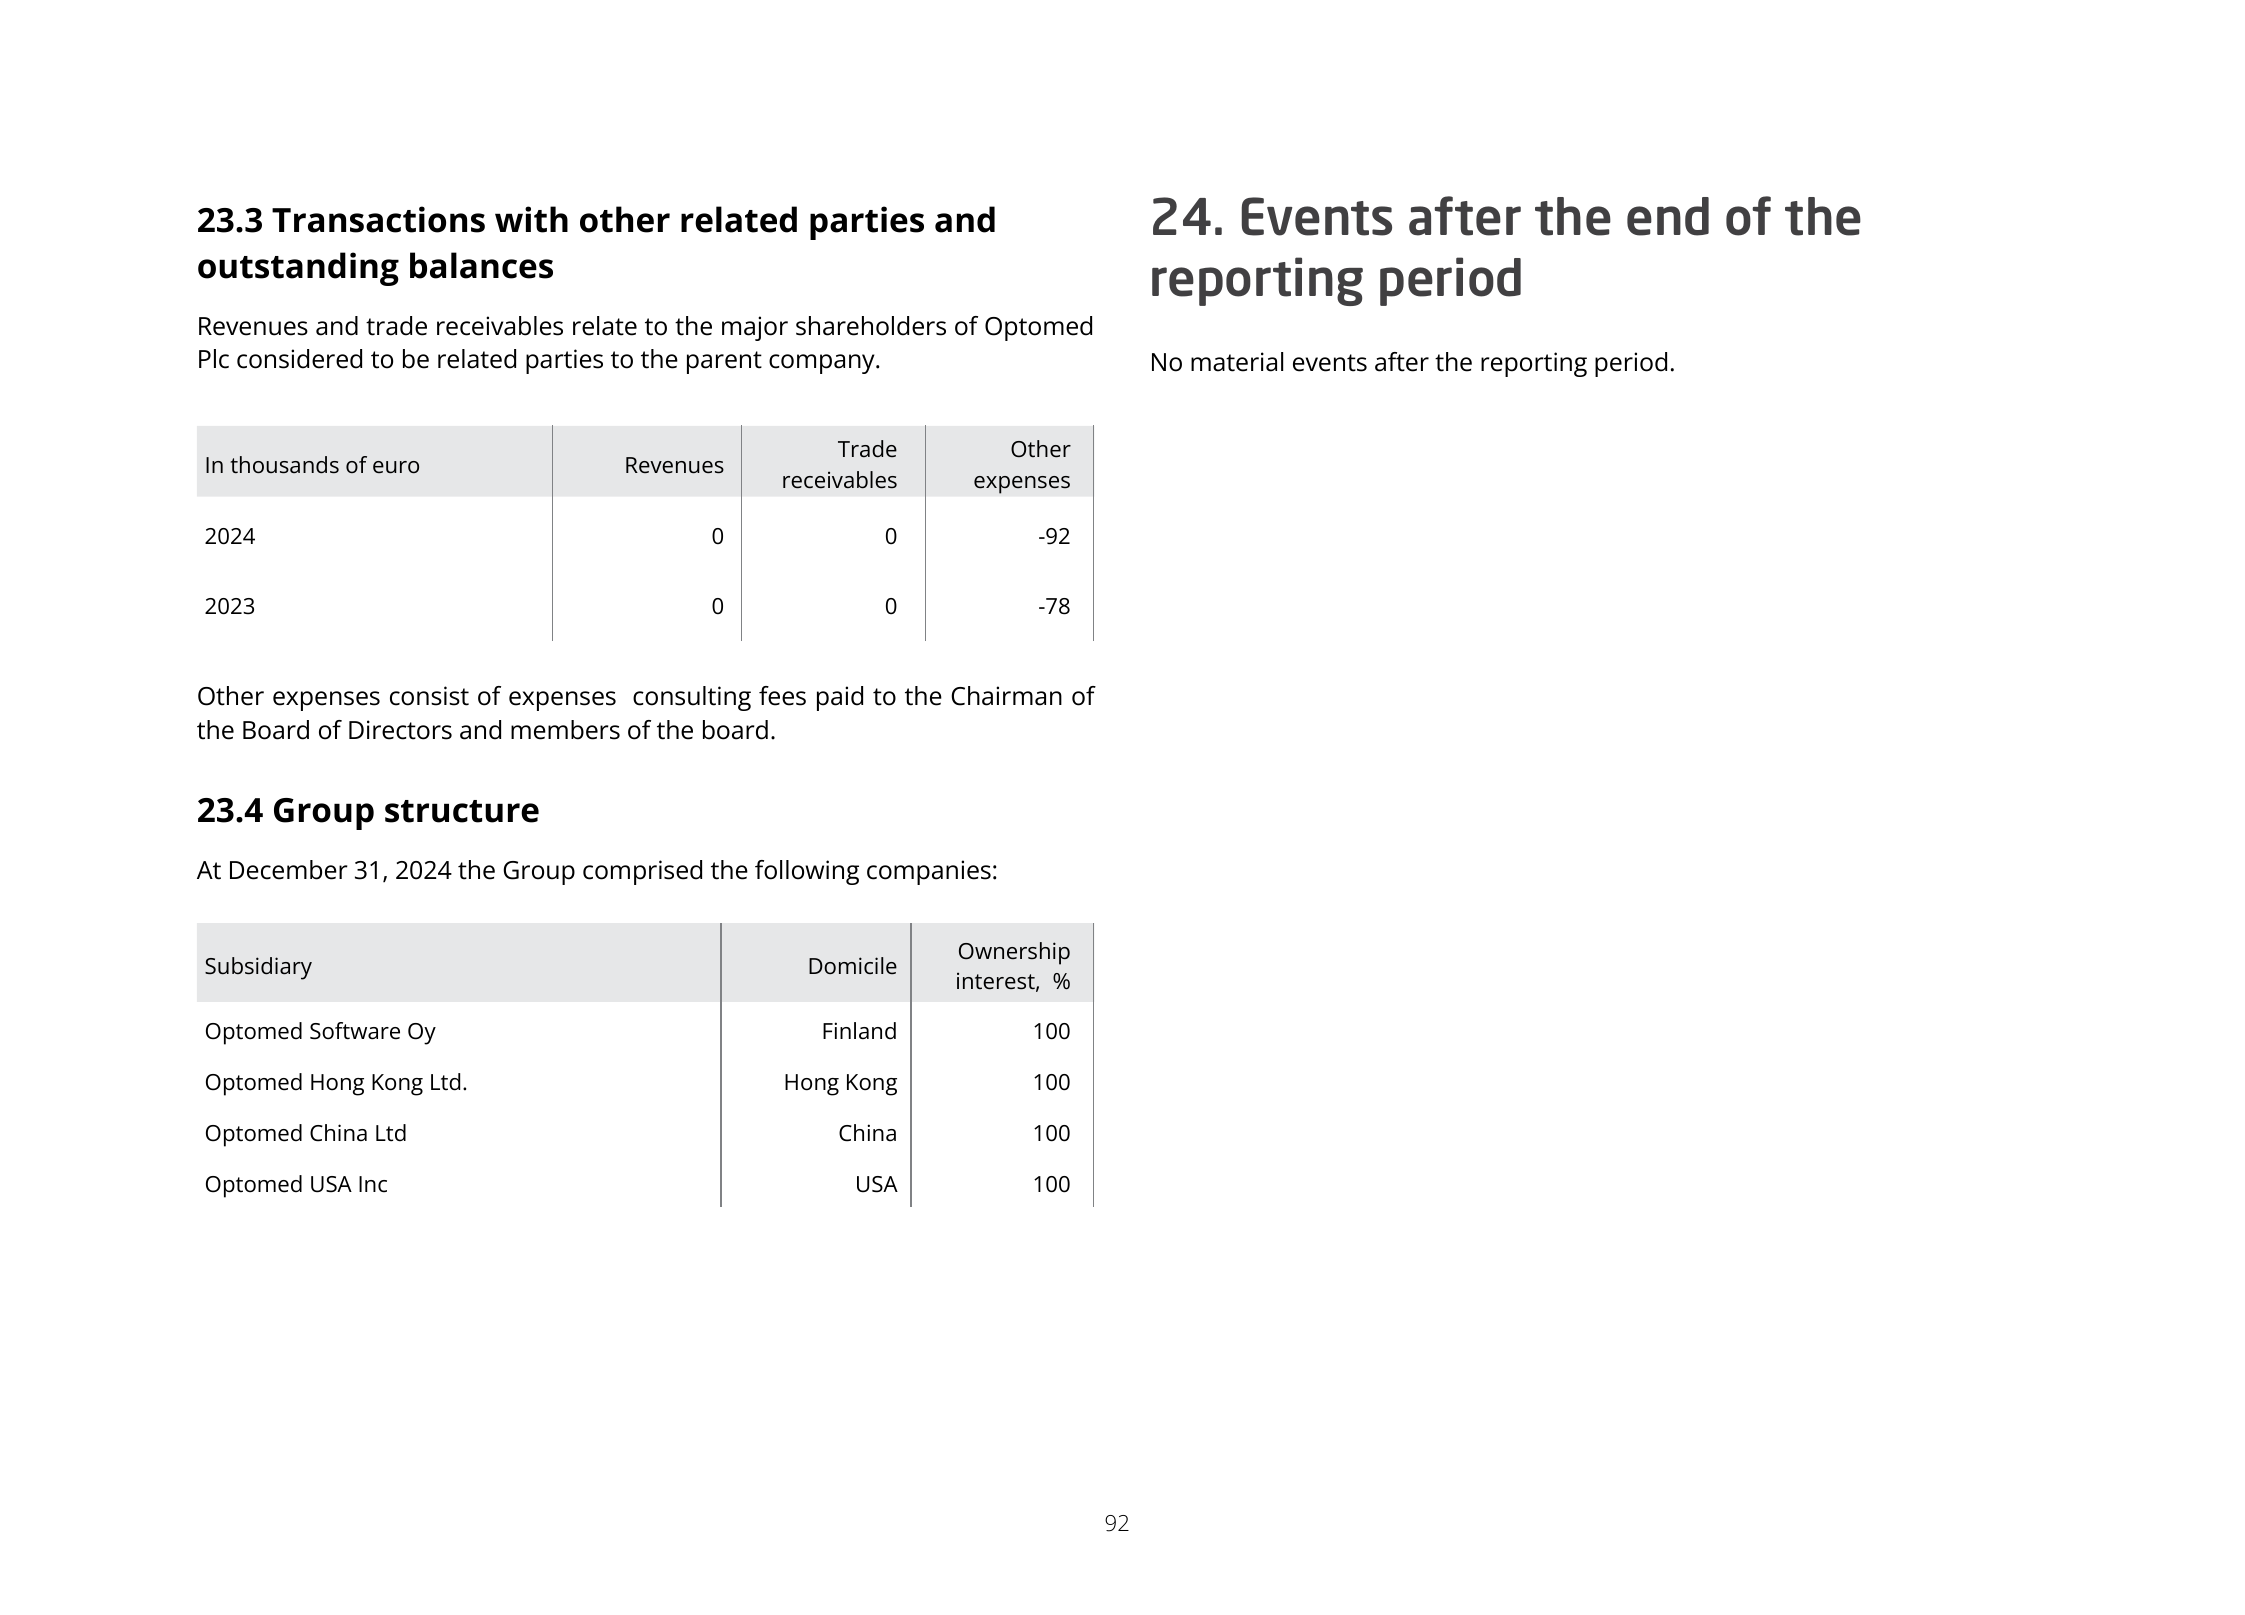 23.3 Transactions with other related parties and
outstanding balances
Revenues and trade receivables relate to the major shareholders of Optomed
Plc considered to be related parties to the parent company.
In thousands of euro Revenues Trade receivables Other expenses
2024 0 0 -92
2023 0 0 -78
Other expenses consist of expenses  consulting fees paid to the Chairman of
the Board of Directors and members of the board.
23.4 Group structure
At December 31, 2024 the Group comprised the following companies:
Subsidiary Domicile Ownership interest,  %
Optomed Software Oy Finland 100
Optomed Hong Kong Ltd. Hong Kong 100
Optomed China Ltd China 100
Optomed USA Inc USA 100
24. Events after the end of the
reporting period
No material events after the reporting period.
92